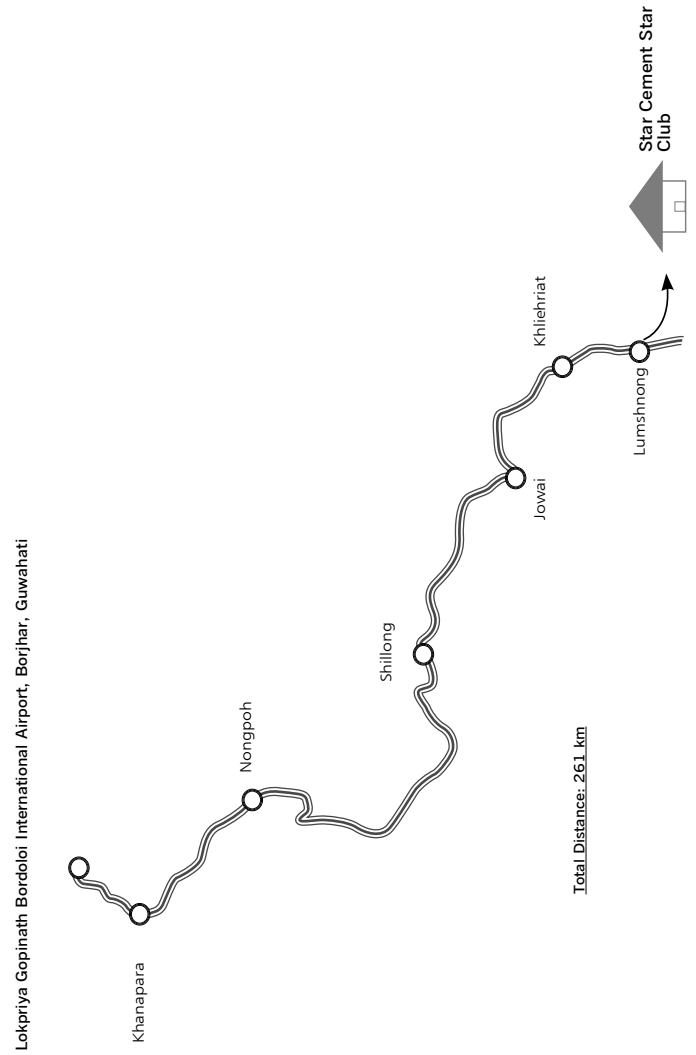 Lokpriya Gopinath Bordoloi International Airport, Borjhar, Guwahati
Khanapara
Nongpoh
Shillong
Jowai
Khliehriat
Lumshnong
Star Cement Star
Club
Total Distance: 261 km